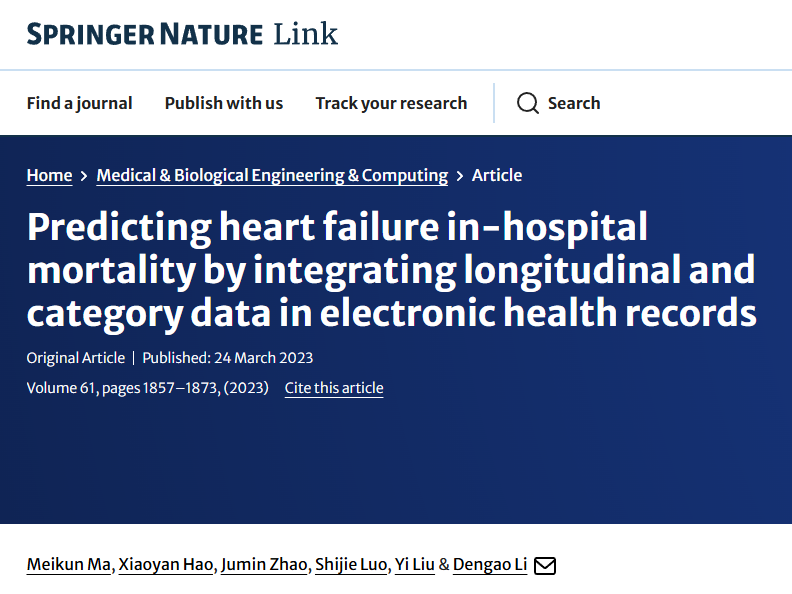 SPRINGER NATURE Link
Find a journal Publish with us Track your research Search
Home > Medical & Biological Engineering & Computing > Article
Predicting heart failure in-hospital
mortality by integrating longitudinal and
category data in electronic health records
Original Article | Published: 24 March 2023
Volume 61, pages 1857–1873, (2023) Cite this article
Meikun Ma, Xiaoyan Hao, Jumin Zhao, Shijie Luo, Yi Liu & Dengao Li